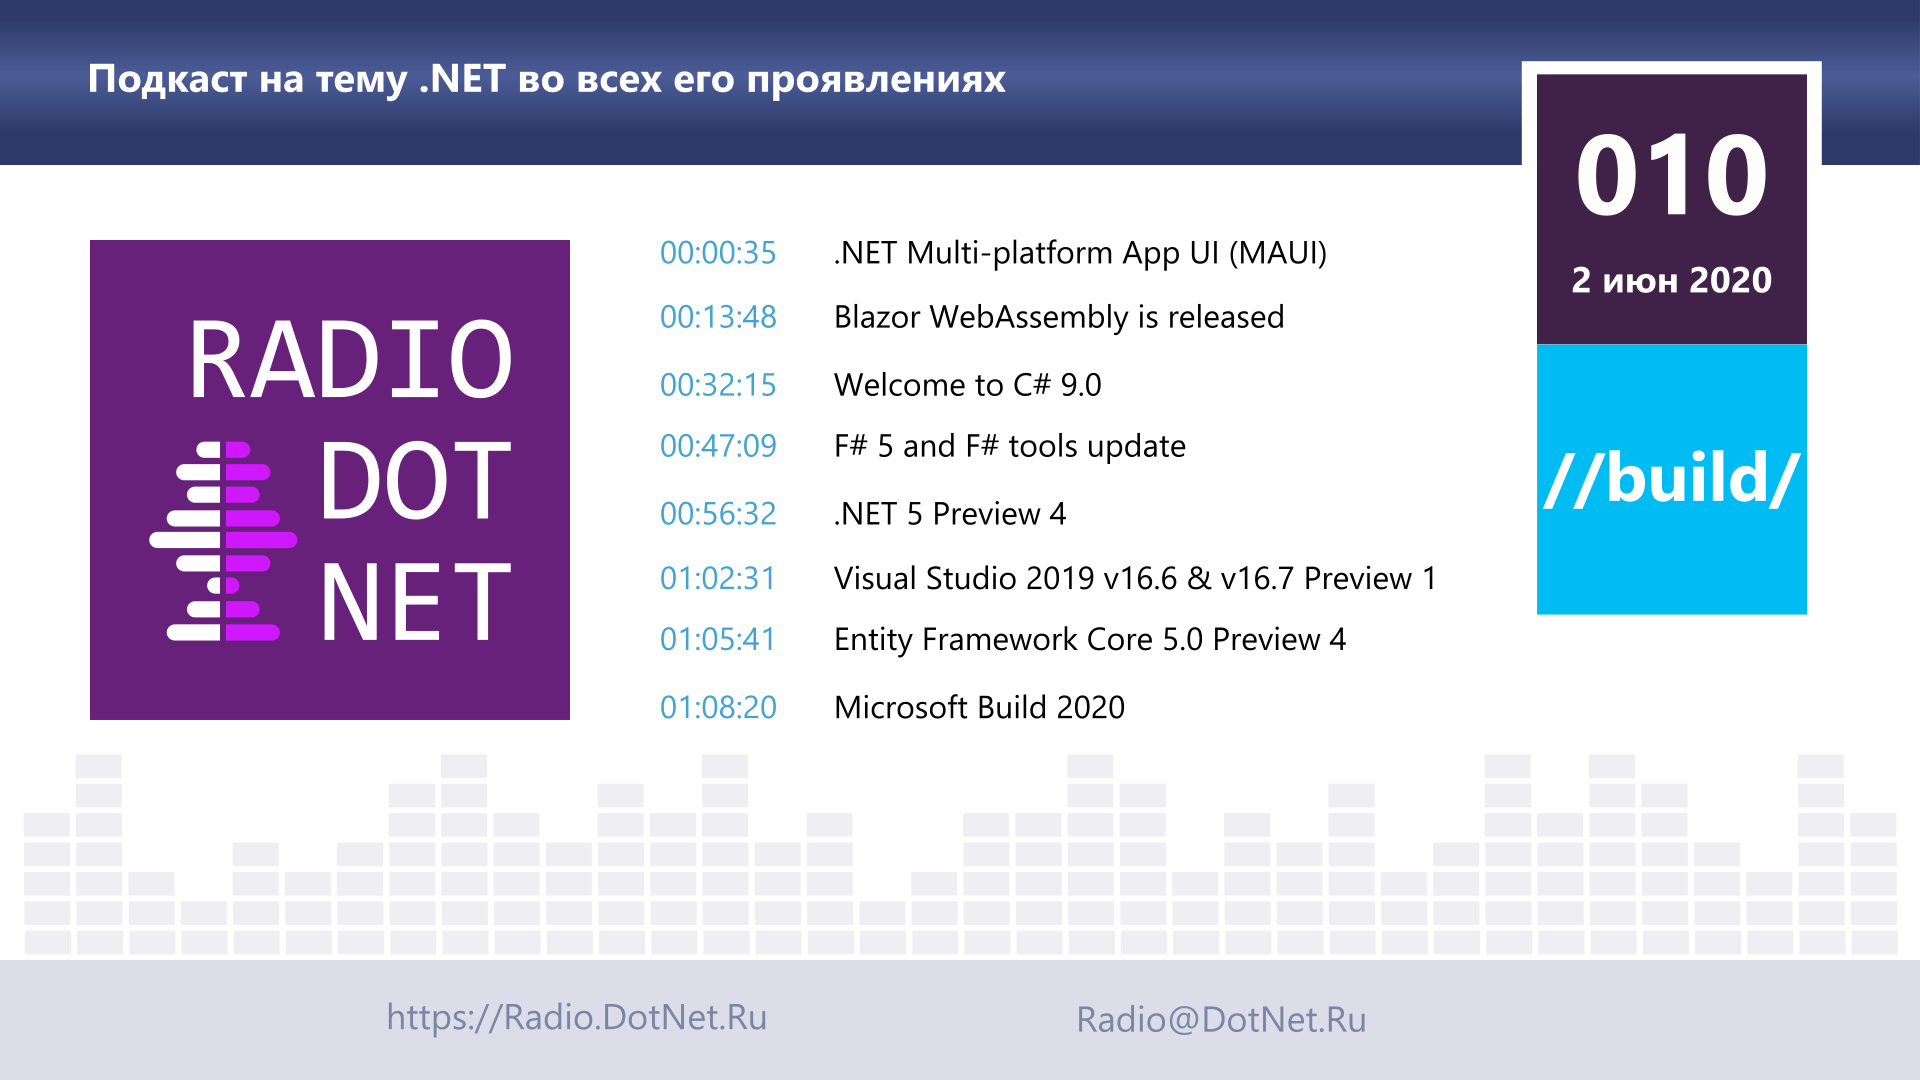 Подкаст на тему .NET во всех его проявлениях
010
2 июн 2020
//build/
RADIO
DOT
NET
00:00:35 .NET Multi-platform App UI (MAUI)
00:13:48 Blazor WebAssembly is released
00:32:15 Welcome to C# 9.0
00:47:09 F# 5 and F# tools update
00:56:32 .NET 5 Preview 4
01:02:31 Visual Studio 2019 v16.6 & v16.7 Preview 1
01:05:41 Entity Framework Core 5.0 Preview 4
01:08:20 Microsoft Build 2020
https://Radio.DotNet.Ru
Radio@DotNet.Ru